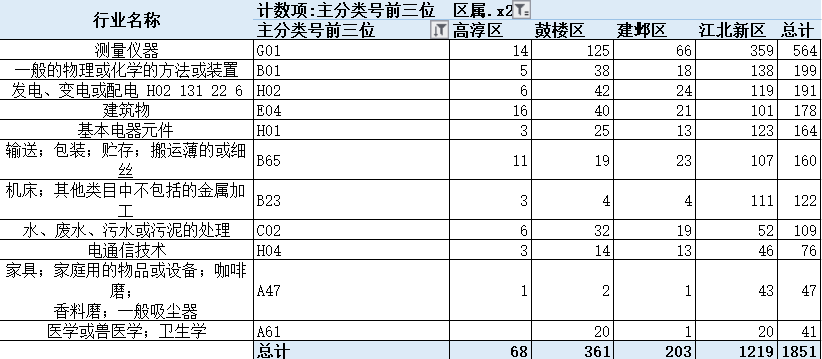 行业名称 计数项:主分类号前三位 区属.x2
主分类号前三位 高淳区 鼓楼区 建邺区 江北新区 总计
测量仪器 G01 14 125 66 359 564
一般的物理或化学的方法或装置 B01 5 38 18 138 199
发电、变电或配电 H02 131 22 6 H02 6 42 24 119 191
建筑物 E04 16 40 21 101 178
基本电器元件 H01 3 25 13 123 164
输送；包装；贮存；搬运薄的或细
丝 B65 11 19 23 107 160
机床；其他类目中不包括的金属加
工 B23 3 4 4 111 122
水、废水、污水或污泥的处理 C02 6 32 19 52 109
电通信技术 H04 3 14 13 46 76
家具；家庭用的物品或设备；咖啡
磨；
香料磨；一般吸尘器 A47 1 2 1 43 47
医学或兽医学；卫生学 A61 20 1 20 41
总计 68 361 203 1219 1851